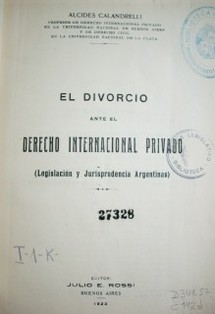 ALCIDES CALANDRELLI
PROFESOR DE DERECHO INTERNACIONAL PRIVADO
EN LA UNIVERSIDAD NACIONAL DE BUENOS AIRES
Y DE DERECHO CIVIL
EN LA UNIVERSIDAD NACIONAL DE LA PLATA
EL DIVORCIO
ANTE EL
DERECHO INTERNACIONAL PRIVADO
(Legislación y Jurisprudencia Argentinas)
27328
I-1-K-
EDITOR:
JULIO E. ROSSI
BUENOS AIRES